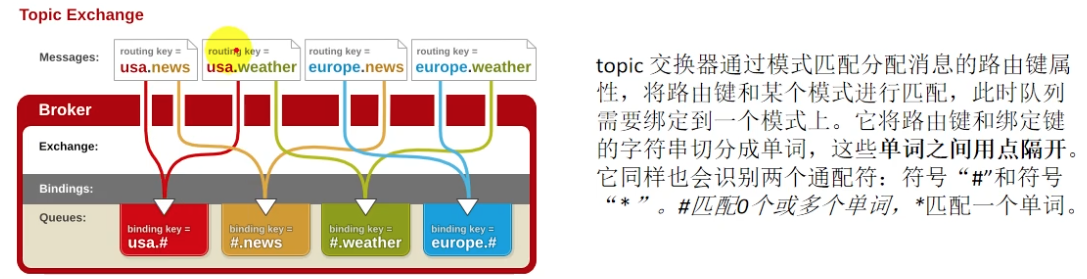 Topic Exchange
Messages:
routing key =
usa.news
routing key =
usa.weather
routing key =
europe.news
routing key =
europe.weather
Broker
Exchange:
Bindings:
Queues:
binding key =
usa.#
binding key =
#.news
binding key =
#.weather
binding key =
europe.#
topic 交换器通过模式匹配分配消息的路由键属
性，将路由键和某个模式进行匹配，此时队列
需要绑定到一个模式上。它将路由键和绑定键
的字符串切分成单词，这些单词之间用点隔开。
它同样也会识别两个通配符：符号“#”和符号
“*”。#匹配0个或多个单词，*匹配一个单词。